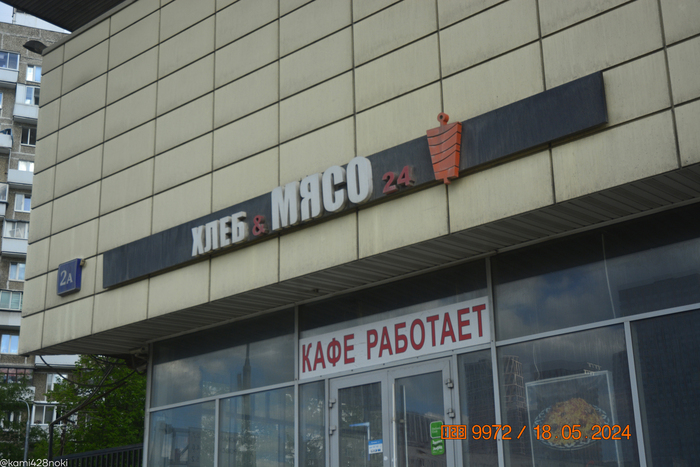 ХЛЕБ & МЯСО 24
2А
КАФЕ РАБОТАЕТ
9972 / 18.05.2024
@kami428noki